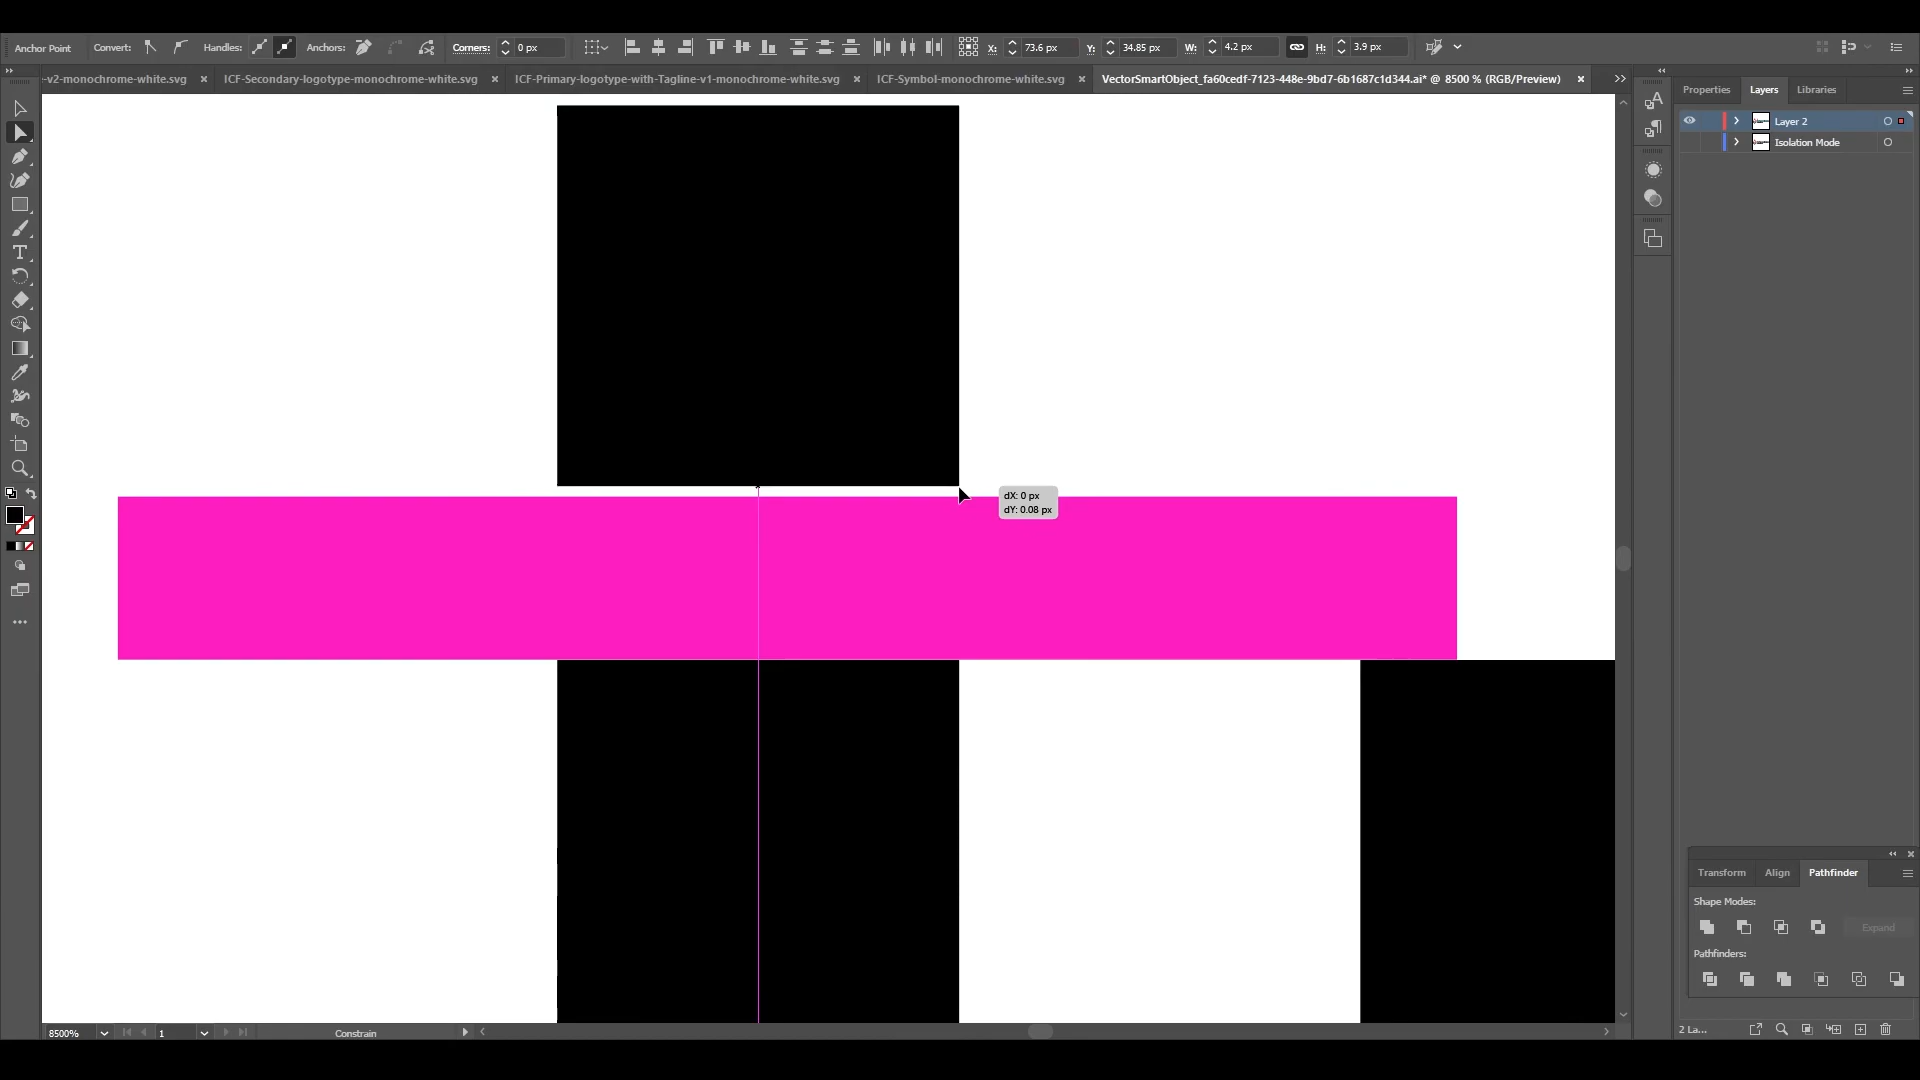 Anchor Point Convert: Handles: Anchors: Corners: 0 px X: 73.6 px Y: 34.85 px W: 4.2 px H: 3.9 px
-v2-monochrome-white.svg × ICF-Secondary-logotype-monochrome-white.svg × ICF-Primary-logotype-with-Tagline-v1-monochrome-white.svg × ICF-Symbol-monochrome-white.svg × VectorSmartObject_fa60cedf-7123-448e-9bd7-6b1687c1d344.ai* @ 8500 % (RGB/Preview) ×
Properties Layers Libraries
Layer 2
Isolation Mode
dX: 0 px
dY: 0.08 px
Transform Align Pathfinder
Shape Modes:
Expand
Pathfinders:
2 La...
8500% 1 Constrain